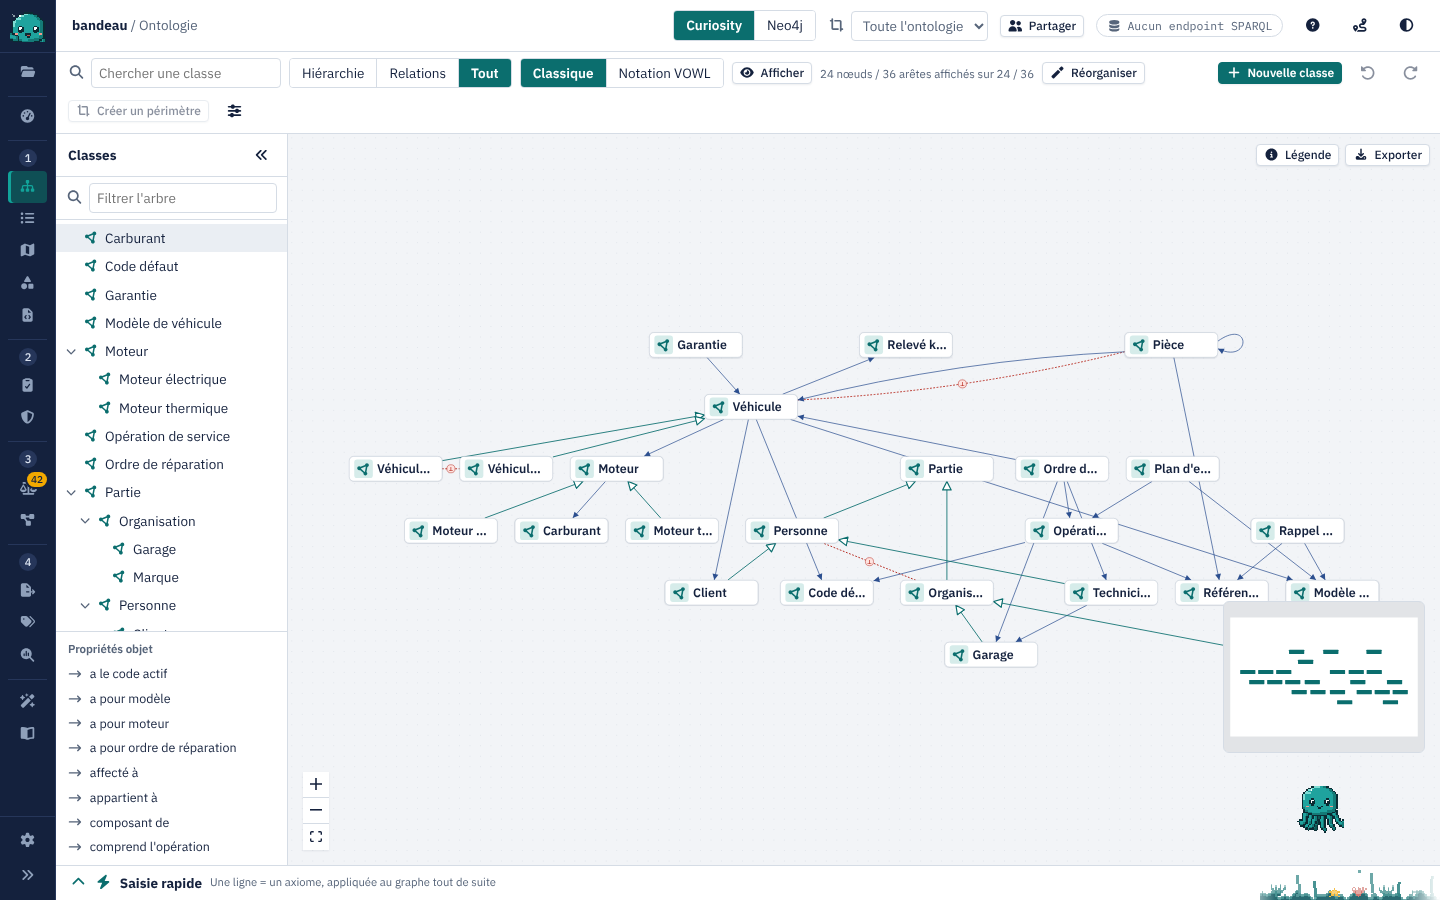 bandeau / Ontologie
Curiosity
Neo4j
Toute l'ontologie
Partager
Aucun endpoint SPARQL
Chercher une classe
Hiérarchie
Relations
Tout
Classique
Notation VOWL
Afficher
24 nœuds / 36 arêtes affichés sur 24 / 36
Réorganiser
Nouvelle classe
Créer un périmètre
1
2
3
42
4
Classes
Filtrer l'arbre
Carburant
Code défaut
Garantie
Modèle de véhicule
Moteur
Moteur électrique
Moteur thermique
Opération de service
Ordre de réparation
Partie
Organisation
Garage
Marque
Personne
Propriétés objet
a le code actif
a pour modèle
a pour moteur
a pour ordre de réparation
affecté à
appartient à
composant de
comprend l'opération
Légende
Exporter
Garantie
Relevé k...
Pièce
Véhicule
Véhicul...
Véhicul...
Moteur
Partie
Ordre d...
Plan d'e...
Moteur ...
Carburant
Moteur t...
Personne
Opérati...
Rappel ...
Client
Code dé...
Organis...
Technici...
Référen...
Modèle ...
Garage
Saisie rapide
Une ligne = un axiome, appliquée au graphe tout de suite